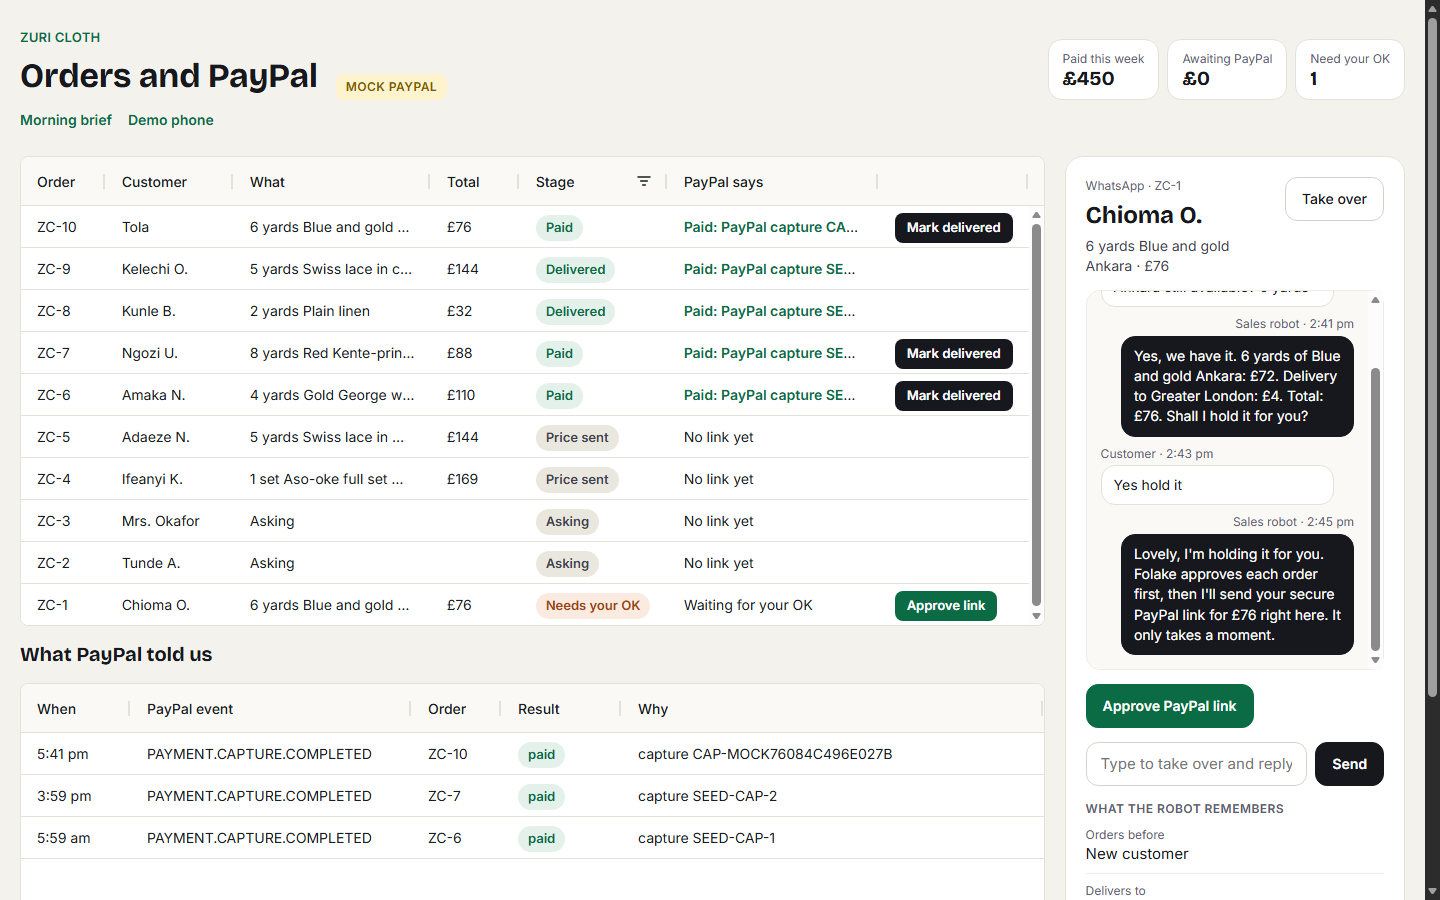 ZURI CLOTH
Orders and PayPal
MOCK PAYPAL
Morning brief Demo phone
Paid this week
£450
Awaiting PayPal
£0
Need your OK
1
Order Customer What Total Stage PayPal says
ZC-10 Tola 6 yards Blue and gold ... £76 Paid Paid: PayPal capture CA... Mark delivered
ZC-9 Kelechi O. 5 yards Swiss lace in c... £144 Delivered Paid: PayPal capture SE...
ZC-8 Kunle B. 2 yards Plain linen £32 Delivered Paid: PayPal capture SE...
ZC-7 Ngozi U. 8 yards Red Kente-prin... £88 Paid Paid: PayPal capture SE... Mark delivered
ZC-6 Amaka N. 4 yards Gold George w... £110 Paid Paid: PayPal capture SE... Mark delivered
ZC-5 Adaeze N. 5 yards Swiss lace in ... £144 Price sent No link yet
ZC-4 Ifeanyi K. 1 set Aso-oke full set ... £169 Price sent No link yet
ZC-3 Mrs. Okafor Asking Asking No link yet
ZC-2 Tunde A. Asking Asking No link yet
ZC-1 Chioma O. 6 yards Blue and gold ... £76 Needs your OK Waiting for your OK Approve link
What PayPal told us
When PayPal event Order Result Why
5:41 pm PAYMENT.CAPTURE.COMPLETED ZC-10 paid capture CAP-MOCK76084C496E027B
3:59 pm PAYMENT.CAPTURE.COMPLETED ZC-7 paid capture SEED-CAP-2
5:59 am PAYMENT.CAPTURE.COMPLETED ZC-6 paid capture SEED-CAP-1
WhatsApp · ZC-1
Chioma O.
Take over
6 yards Blue and gold
Ankara · £76
Sales robot · 2:41 pm
Yes, we have it. 6 yards of Blue
and gold Ankara: £72. Delivery
to Greater London: £4. Total:
£76. Shall I hold it for you?
Customer · 2:43 pm
Yes hold it
Sales robot · 2:45 pm
Lovely, I'm holding it for you.
Folake approves each order
first, then I'll send your secure
PayPal link for £76 right here. It
only takes a moment.
Approve PayPal link
Type to take over and reply
Send
WHAT THE ROBOT REMEMBERS
Orders before
New customer
Delivers to